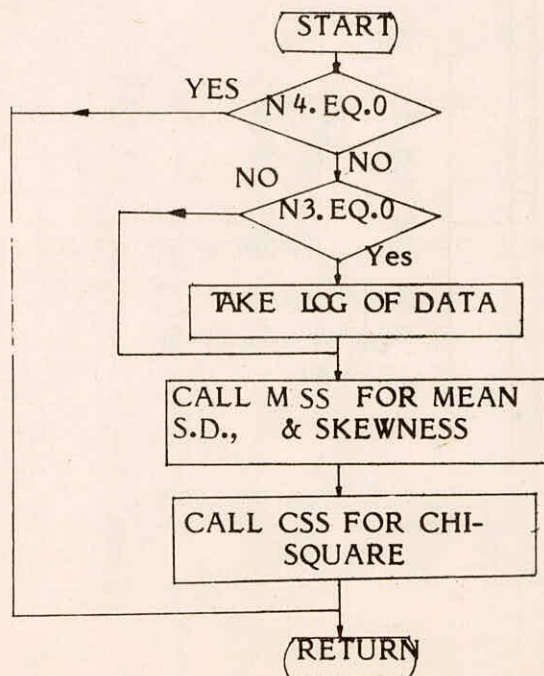 START
YES
N4.EQ.0
NO
NO
N3.EQ.0
Yes
TAKE LOG OF DATA
CALL MSS FOR MEAN
S.D., & SKEWNESS
CALL CSS FOR CHI-
SQUARE
RETURN